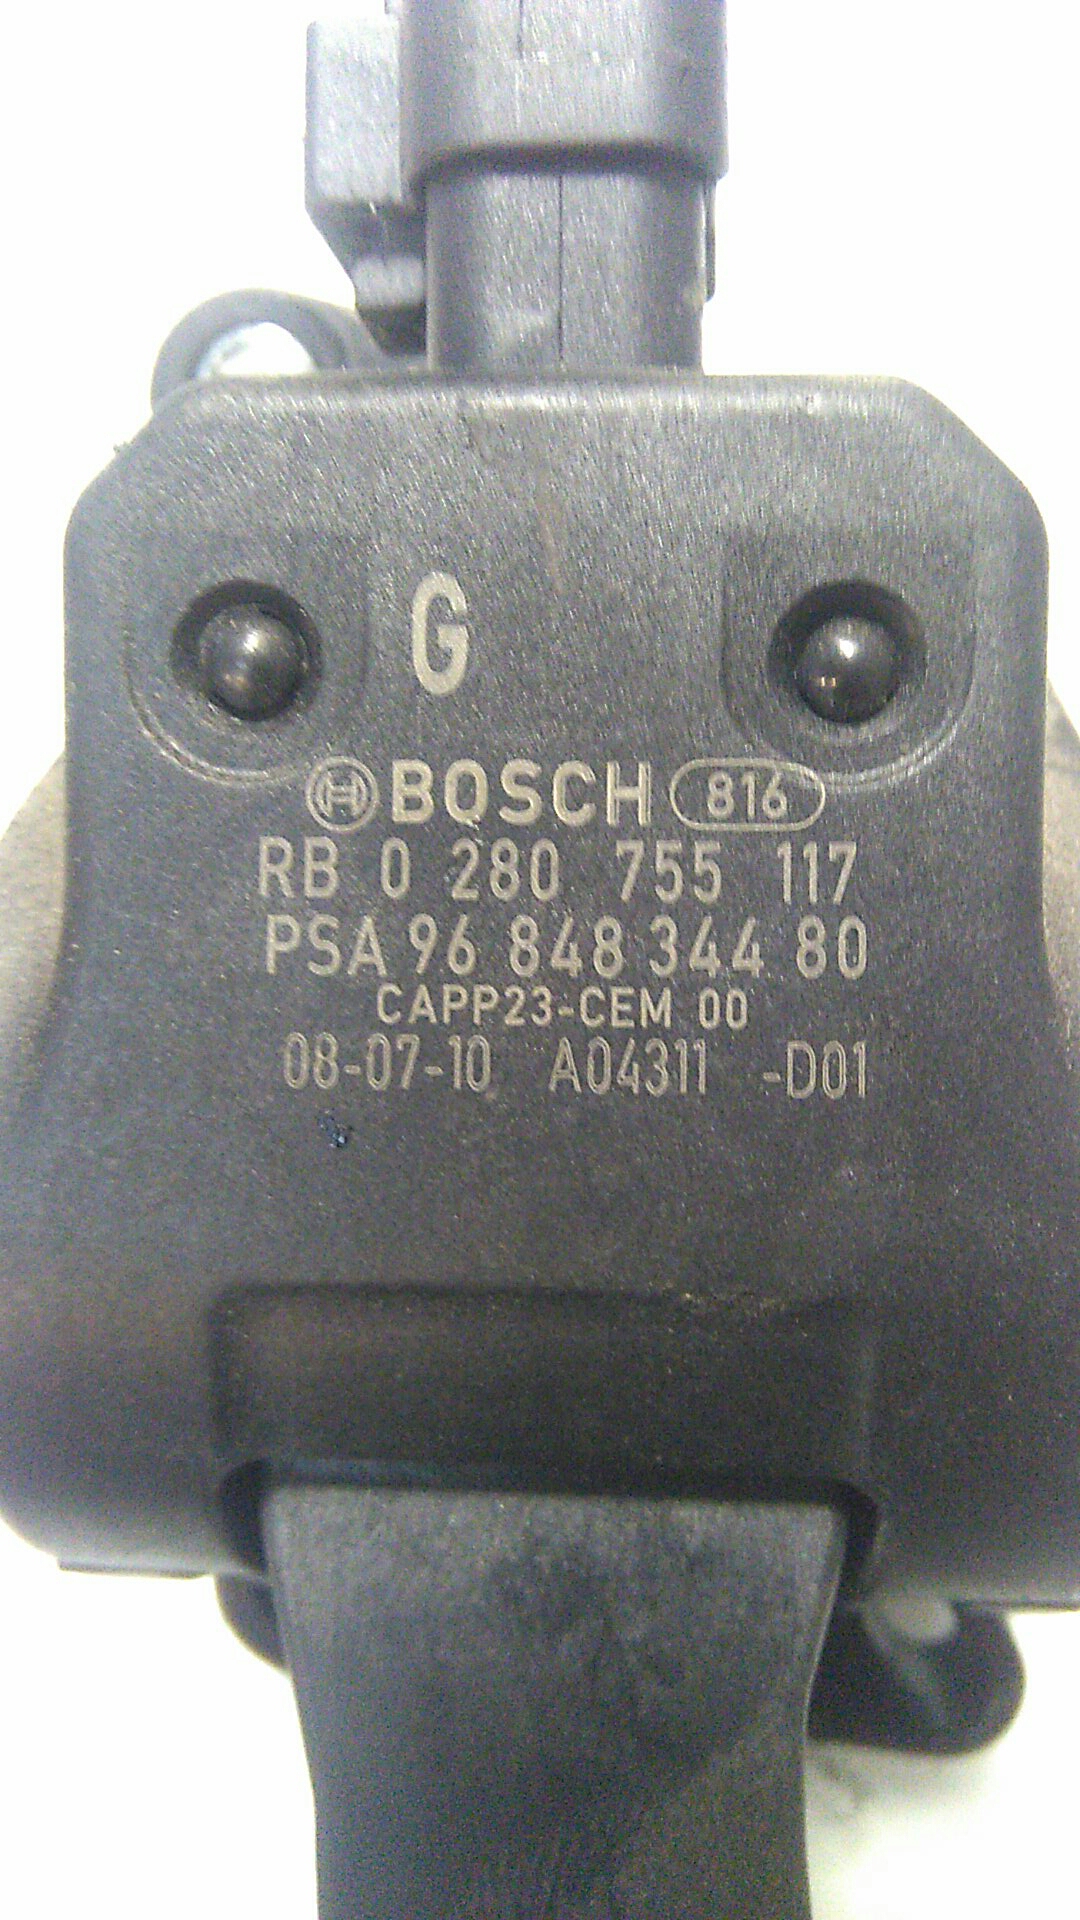 G
BOSCH 816
RB 0 280 755 117
PSA 96 848 344 80
CAPP23-CEM 00
08-07-10 A04311 -D01